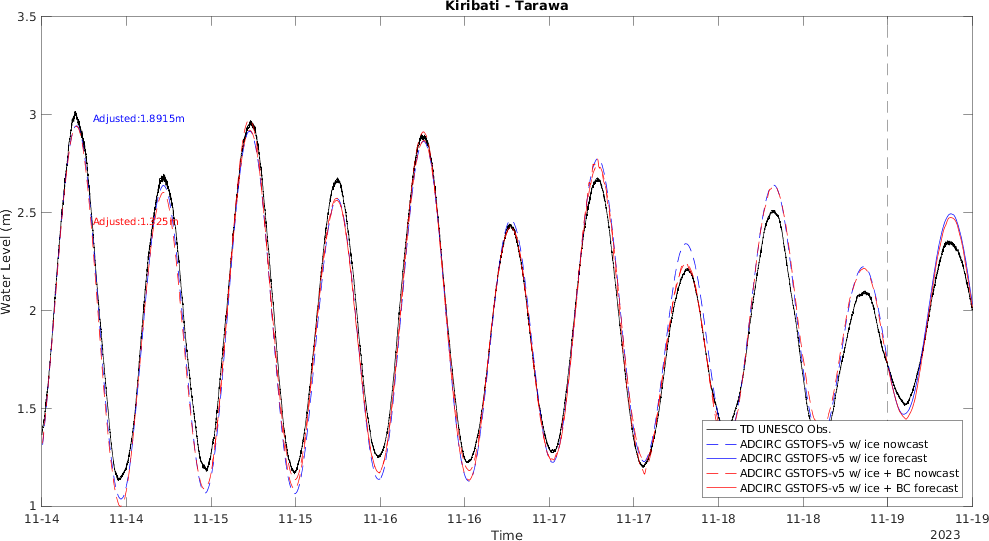 Kiribati - Tarawa
Water Level (m)
3.5
3
2.5
2
1.5
1
Adjusted:1.8915m
Adjusted:1.325m
TD UNESCO Obs.
ADCIRC GSTOFS-v5 w/ ice nowcast
ADCIRC GSTOFS-v5 w/ ice forecast
ADCIRC GSTOFS-v5 w/ ice + BC nowcast
ADCIRC GSTOFS-v5 w/ ice + BC forecast
11-14 11-14 11-15 11-15 11-16 11-16 11-17 11-17 11-18 11-18 11-19 11-19
Time
2023